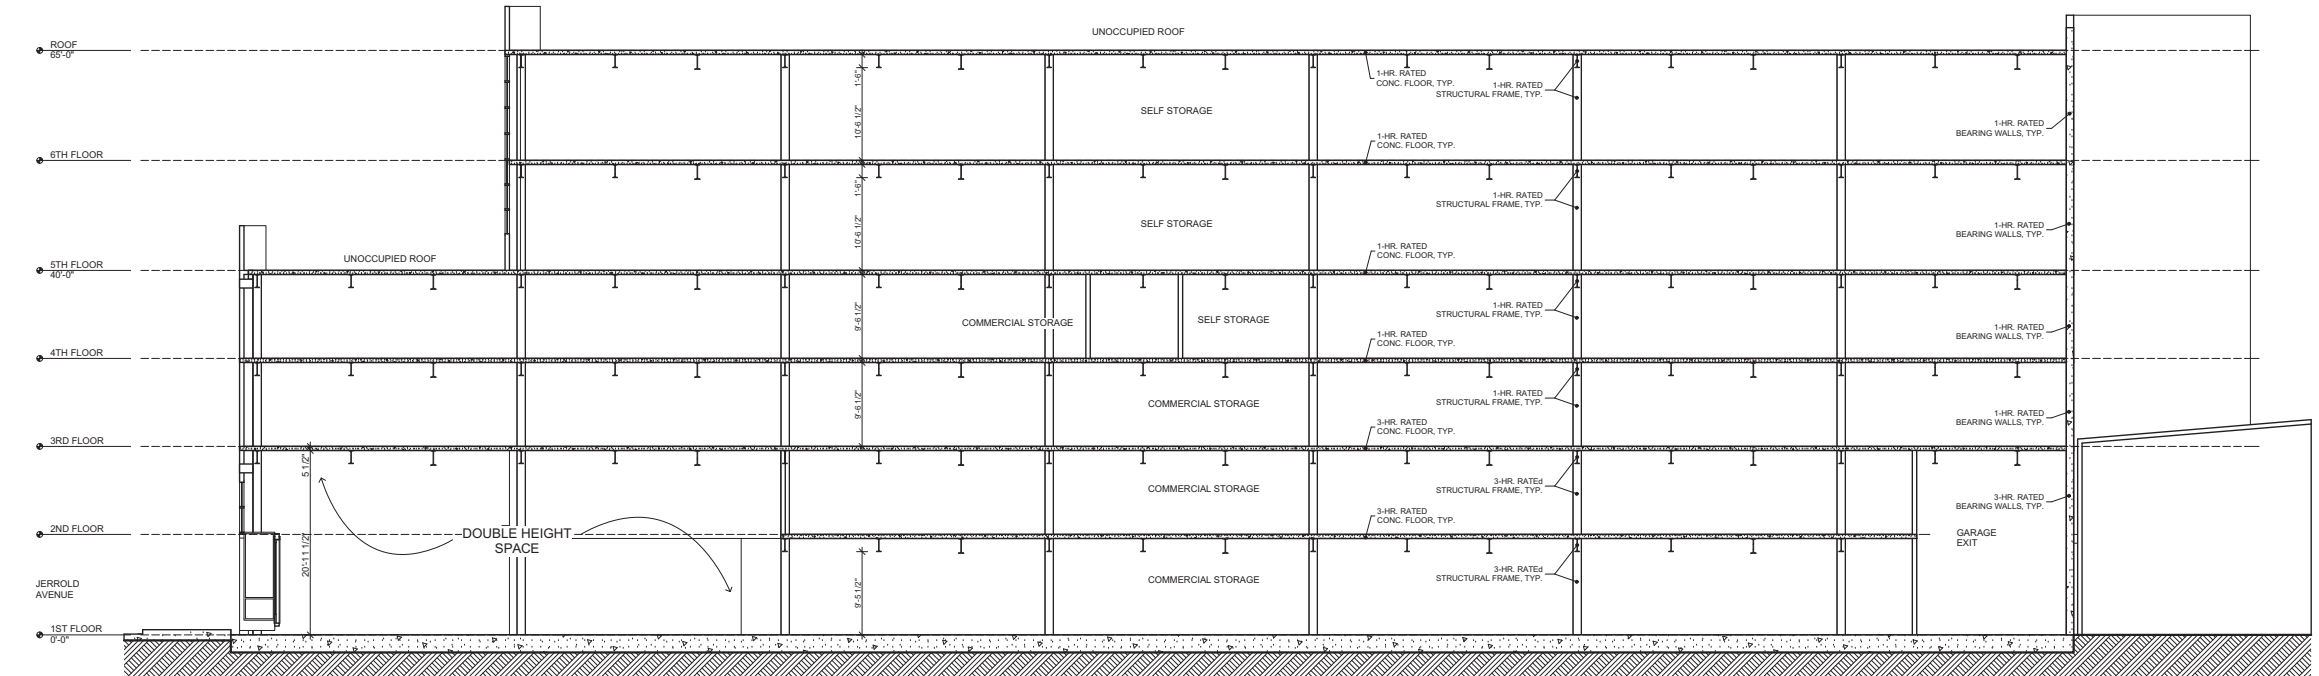 UNOCCUPIED ROOF
ROOF
65'-0"
1-HR. RATED
CONC. FLOOR, TYP.
1-HR. RATED
STRUCTURAL FRAME, TYP.
1'-6"
10'-6 1/2"
SELF STORAGE
1-HR. RATED
BEARING WALLS, TYP.
1-HR. RATED
CONC. FLOOR, TYP.
6TH FLOOR
1'-6"
10'-6 1/2"
1-HR. RATED
STRUCTURAL FRAME, TYP.
SELF STORAGE
1-HR. RATED
BEARING WALLS, TYP.
1-HR. RATED
CONC. FLOOR, TYP.
UNOCCUPIED ROOF
5TH FLOOR
40'-0"
1-HR. RATED
STRUCTURAL FRAME, TYP.
9'-6 1/2"
COMMERCIAL STORAGE
SELF STORAGE
1-HR. RATED
BEARING WALLS, TYP.
1-HR. RATED
CONC. FLOOR, TYP.
4TH FLOOR
9'-6 1/2"
1-HR. RATED
STRUCTURAL FRAME, TYP.
COMMERCIAL STORAGE
1-HR. RATED
BEARING WALLS, TYP.
3-HR. RATED
CONC. FLOOR, TYP.
3RD FLOOR
5 1/2"
3-HR. RATEd
STRUCTURAL FRAME, TYP.
COMMERCIAL STORAGE
3-HR. RATED
BEARING WALLS, TYP.
3-HR. RATED
CONC. FLOOR, TYP.
2ND FLOOR
DOUBLE HEIGHT
SPACE
GARAGE
EXIT
20'-11 1/2"
9'-5 1/2"
3-HR. RATEd
STRUCTURAL FRAME, TYP.
COMMERCIAL STORAGE
JERROLD
AVENUE
1ST FLOOR
0'-0"